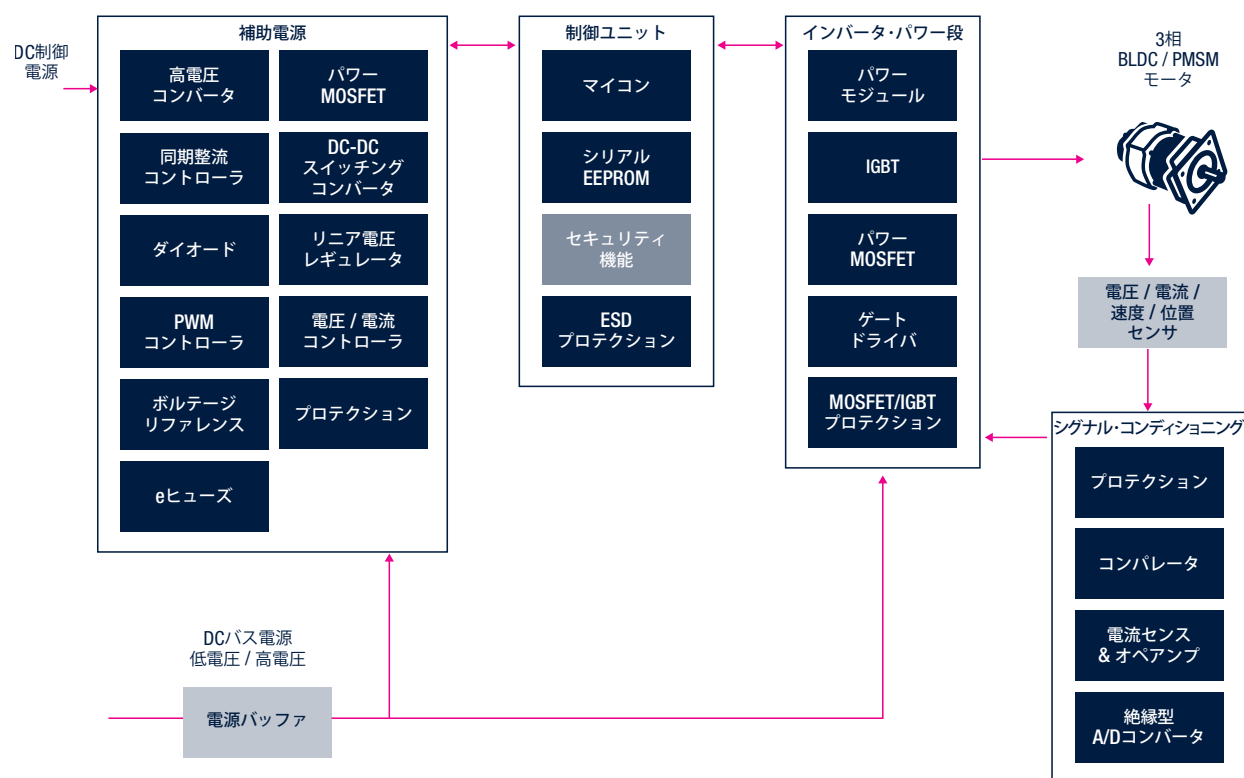 DC制御
電源
補助電源
高電圧
コンバータ
パワー
MOSFET
同期整流
コントローラ
DC-DC
スイッチング
コンバータ
ダイオード
リニア電圧
レギュレータ
PWM
コントローラ
電圧 / 電流
コントローラ
ボルテージ
リファレンス
プロテクション
eヒューズ
制御ユニット
マイコン
シリアル
EEPROM
セキュリティ
機能
ESD
プロテクション
インバータ・パワー段
パワー
モジュール
IGBT
パワー
MOSFET
ゲート
ドライバ
MOSFET/IGBT
プロテクション
3相
BLDC / PMSM
モータ
電圧 / 電流 /
速度 / 位置
センサ
シグナル・コンディショニング
プロテクション
コンパレータ
電流センス
& オペアンプ
絶縁型
A/Dコンバータ
DCバス電源
低電圧 / 高電圧
電源バッファ